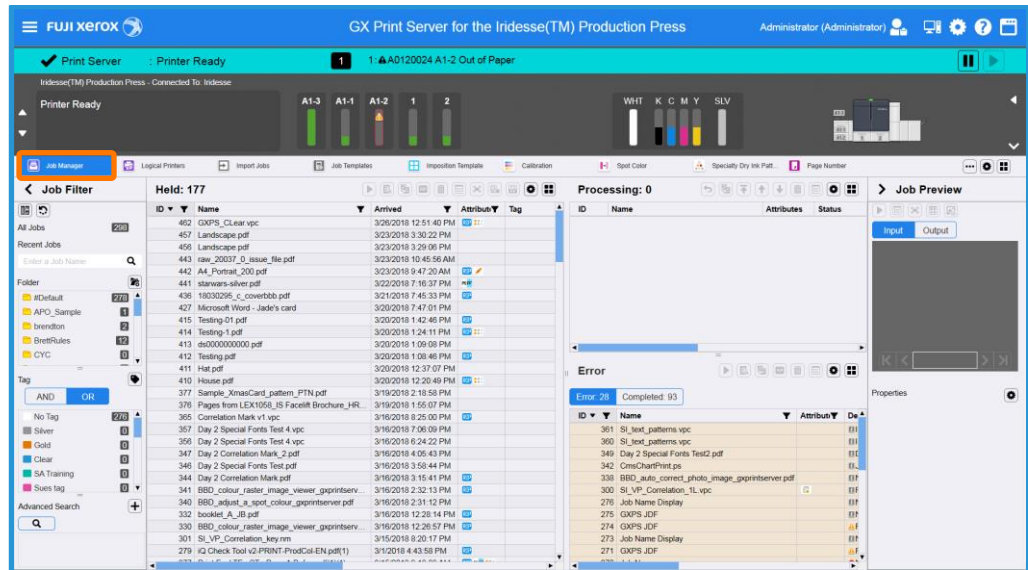 FUJI XEROX
GX Print Server for the Iridesse(TM) Production Press
Administrator (Administrator)
Print Server : Printer Ready
1
1: A0120024 A1-2 Out of Paper
Iridesse(TM) Production Press - Connected To: Iridesse
Printer Ready
A1-3 A1-1 A1-2 1 2
WHT K C M Y SLV
Job Manager
Logical Printers
Import Jobs
Job Templates
Imposition Template
Calibration
Spot Color
Specialty Dry Ink Patt...
Page Number
Job Filter
All Jobs 298
Recent Jobs
Enter a Job Name
Folder
#Default 278
APO_Sample 1
brendton 2
BrettRules 12
CYC 0
Tag
AND OR
No Tag 276
Silver 0
Gold 0
Clear 0
SA Training 0
Sues tag 0
Advanced Search
Held: 177
ID Name Arrived Attribut Tag
462 GXPS_CLear.vpc 3/26/2018 12:51:40 PM
457 Landscape.pdf 3/23/2018 3:30:22 PM
456 Landscape.pdf 3/23/2018 3:29:06 PM
443 raw_20037_0_issue_file.pdf 3/23/2018 10:45:56 AM
442 A4_Portrait_200.pdf 3/23/2018 9:47:20 AM
441 starwars-silver.pdf 3/22/2018 7:16:37 PM
436 18030295_c_coverbbb.pdf 3/21/2018 7:45:33 PM
427 Microsoft Word - Jade's card 3/20/2018 7:47:01 PM
415 Testing-01.pdf 3/20/2018 1:42:46 PM
414 Testing-1.pdf 3/20/2018 1:24:11 PM
413 ds0000000000.pdf 3/20/2018 1:09:08 PM
412 Testing.pdf 3/20/2018 1:08:46 PM
411 Hat.pdf 3/20/2018 12:37:07 PM
410 House.pdf 3/20/2018 12:20:49 PM
377 Sample_XmasCard_pattern_PTN.pdf 3/19/2018 2:18:58 PM
376 Pages from LEX1058_IS Facelift Brochure_HR... 3/19/2018 1:55:07 PM
365 Correlation Mark v1.vpc 3/16/2018 8:25:00 PM
357 Day 2 Special Fonts Test 4.vpc 3/16/2018 7:06:09 PM
356 Day 2 Special Fonts Test 4.vpc 3/16/2018 6:24:22 PM
347 Day 2 Correlation Mark_2.pdf 3/16/2018 4:05:43 PM
346 Day 2 Special Fonts Test.pdf 3/16/2018 3:58:44 PM
344 Day 2 Correlation Mark.pdf 3/16/2018 3:15:41 PM
341 BBD_colour_raster_image_viewer_gxprintserv... 3/16/2018 2:32:13 PM
340 BBD_adjust_a_spot_colour_gxprintserver.pdf 3/16/2018 2:31:12 PM
332 booklet_A_JB.pdf 3/16/2018 12:28:14 PM
330 BBD_colour_raster_image_viewer_gxprintserv... 3/16/2018 12:26:57 PM
301 SI_VP_Correlation_key.nm 3/15/2018 8:20:17 PM
279 iQ Check Tool v2-PRINT-ProdCol-EN.pdf(1) 3/1/2018 4:43:58 PM
Processing: 0
ID Name Attributes Status
Error
Error: 28 Completed: 93
ID Name Attribut De
361 SI_text_patterns.vpc
360 SI_text_patterns.vpc
349 Day 2 Special Fonts Test2.pdf
342 CmsChartPrint.ps
338 BBD_auto_correct_photo_image_gxprintserver.pdf
300 SI_VP_Correlation_1L.vpc
276 Job Name Display
275 GXPS JDF
274 GXPS JDF
273 Job Name Display
271 GXPS JDF
Job Preview
Input Output
Properties